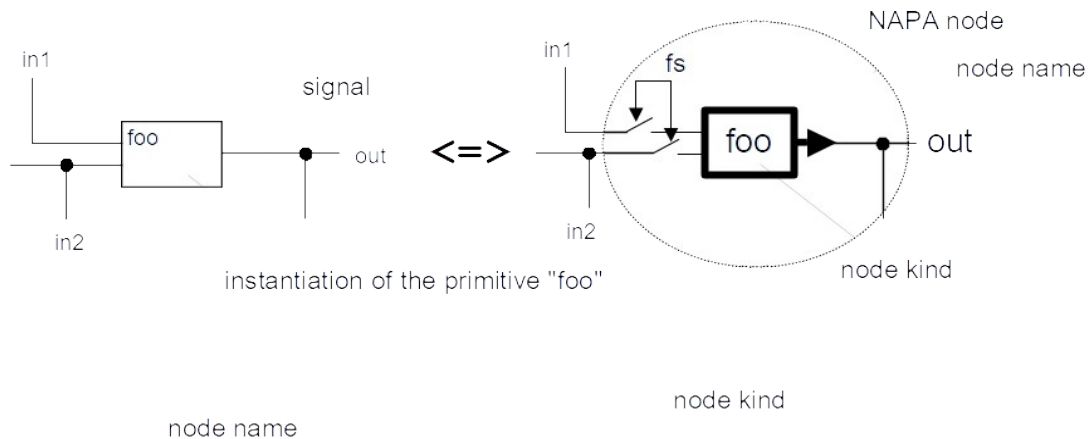 NAPA node
in1
in1
fs
node name
signal
foo
foo
out
<=>
out
in2
in2
node kind
instantiation of the primitive "foo"
node kind
node name